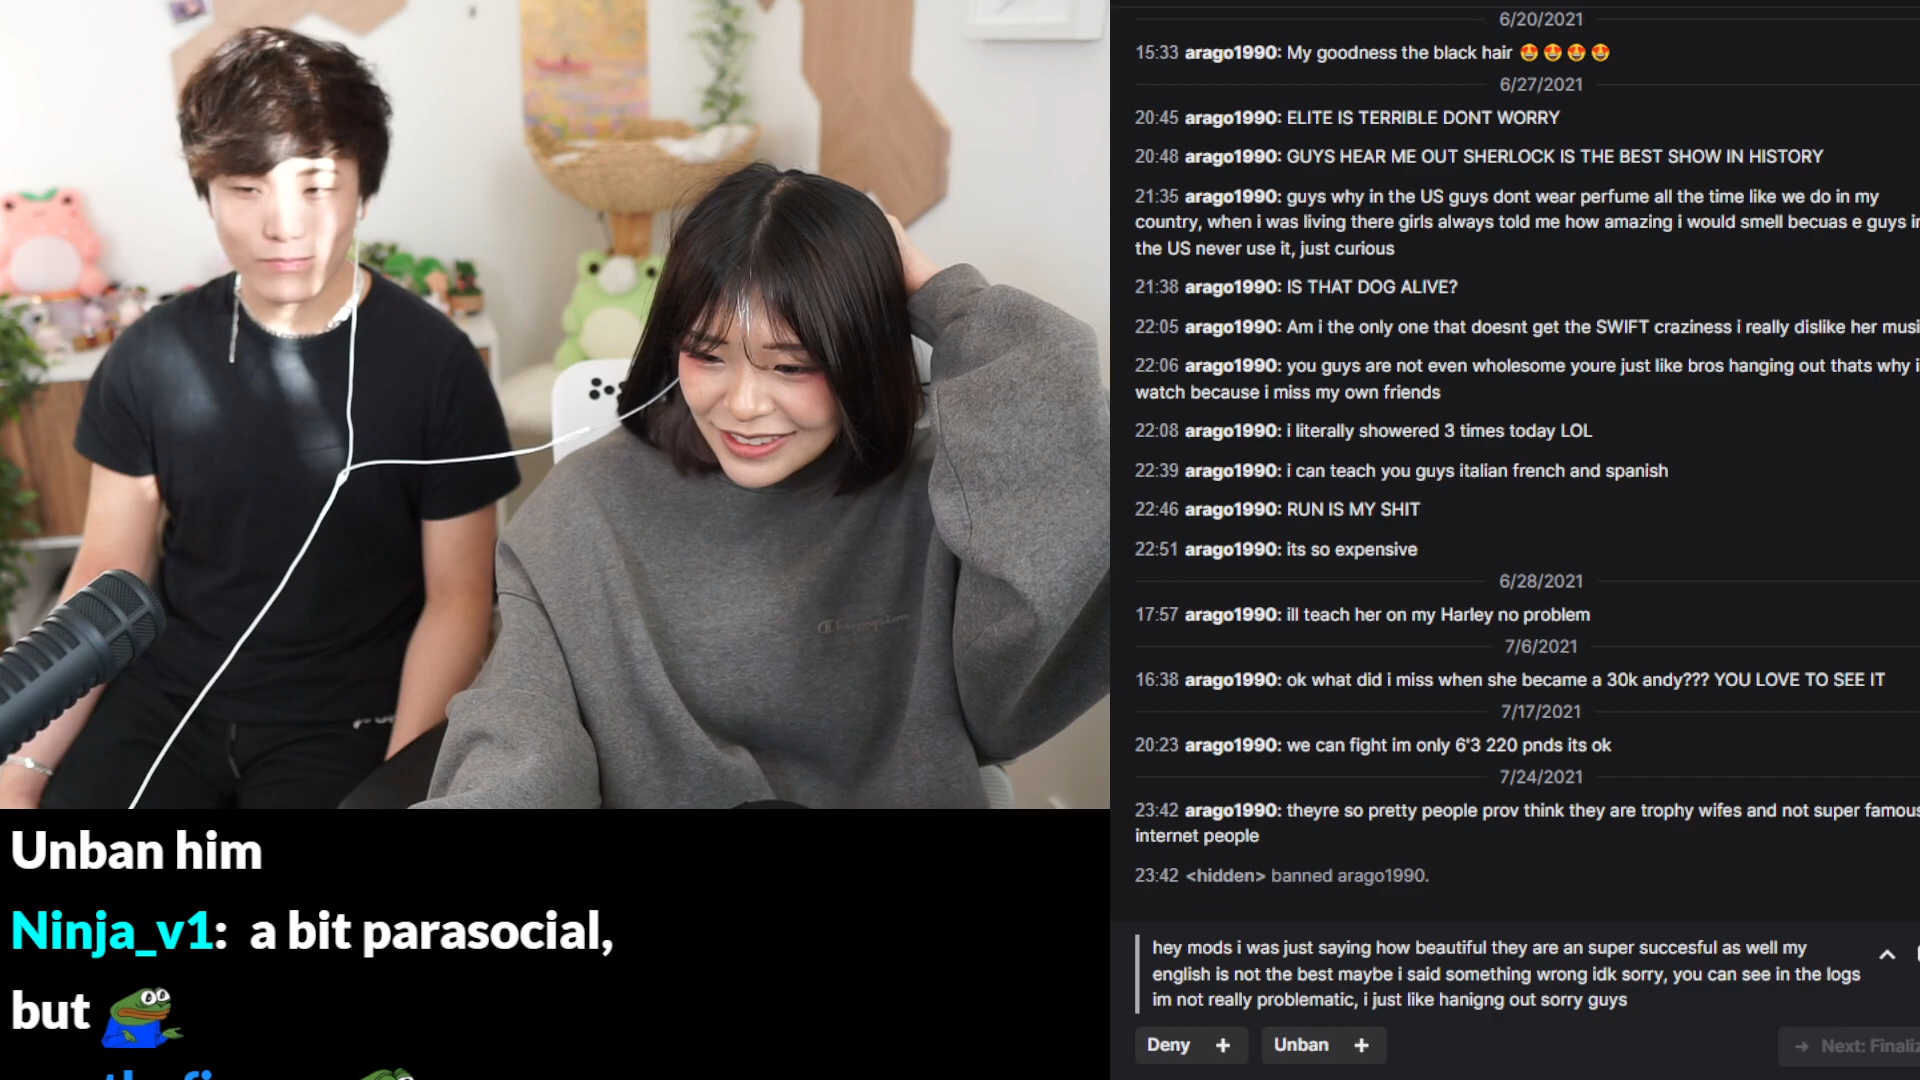 6/20/2021
15:33 arago1990: My goodness the black hair 🤩 🤩 🤩 🤩
6/27/2021
20:45 arago1990: ELITE IS TERRIBLE DONT WORRY
20:48 arago1990: GUYS HEAR ME OUT SHERLOCK IS THE BEST SHOW IN HISTORY
21:35 arago1990: guys why in the US guys dont wear perfume all the time like we do in my
country, when i was living there girls always told me how amazing i would smell becuas e guys in
the US never use it, just curious
21:38 arago1990: IS THAT DOG ALIVE?
22:05 arago1990: Am i the only one that doesnt get the SWIFT craziness i really dislike her musi
22:06 arago1990: you guys are not even wholesome youre just like bros hanging out thats why i
watch because i miss my own friends
22:08 arago1990: i literally showered 3 times today LOL
22:39 arago1990: i can teach you guys italian french and spanish
22:46 arago1990: RUN IS MY SHIT
22:51 arago1990: its so expensive
6/28/2021
17:57 arago1990: ill teach her on my Harley no problem
7/6/2021
16:38 arago1990: ok what did i miss when she became a 30k andy??? YOU LOVE TO SEE IT
7/17/2021
20:23 arago1990: we can fight im only 6'3 220 pnds its ok
7/24/2021
23:42 arago1990: theyre so pretty people prov think they are trophy wifes and not super famous
internet people
23:42 <hidden> banned arago1990.
hey mods i was just saying how beautiful they are an super succesful as well my
english is not the best maybe i said something wrong idk sorry, you can see in the logs
im not really problematic, i just like hanigng out sorry guys
Deny + Unban + → Next: Finaliz
Champion
Unban him
Ninja_v1: a bit parasocial,
but